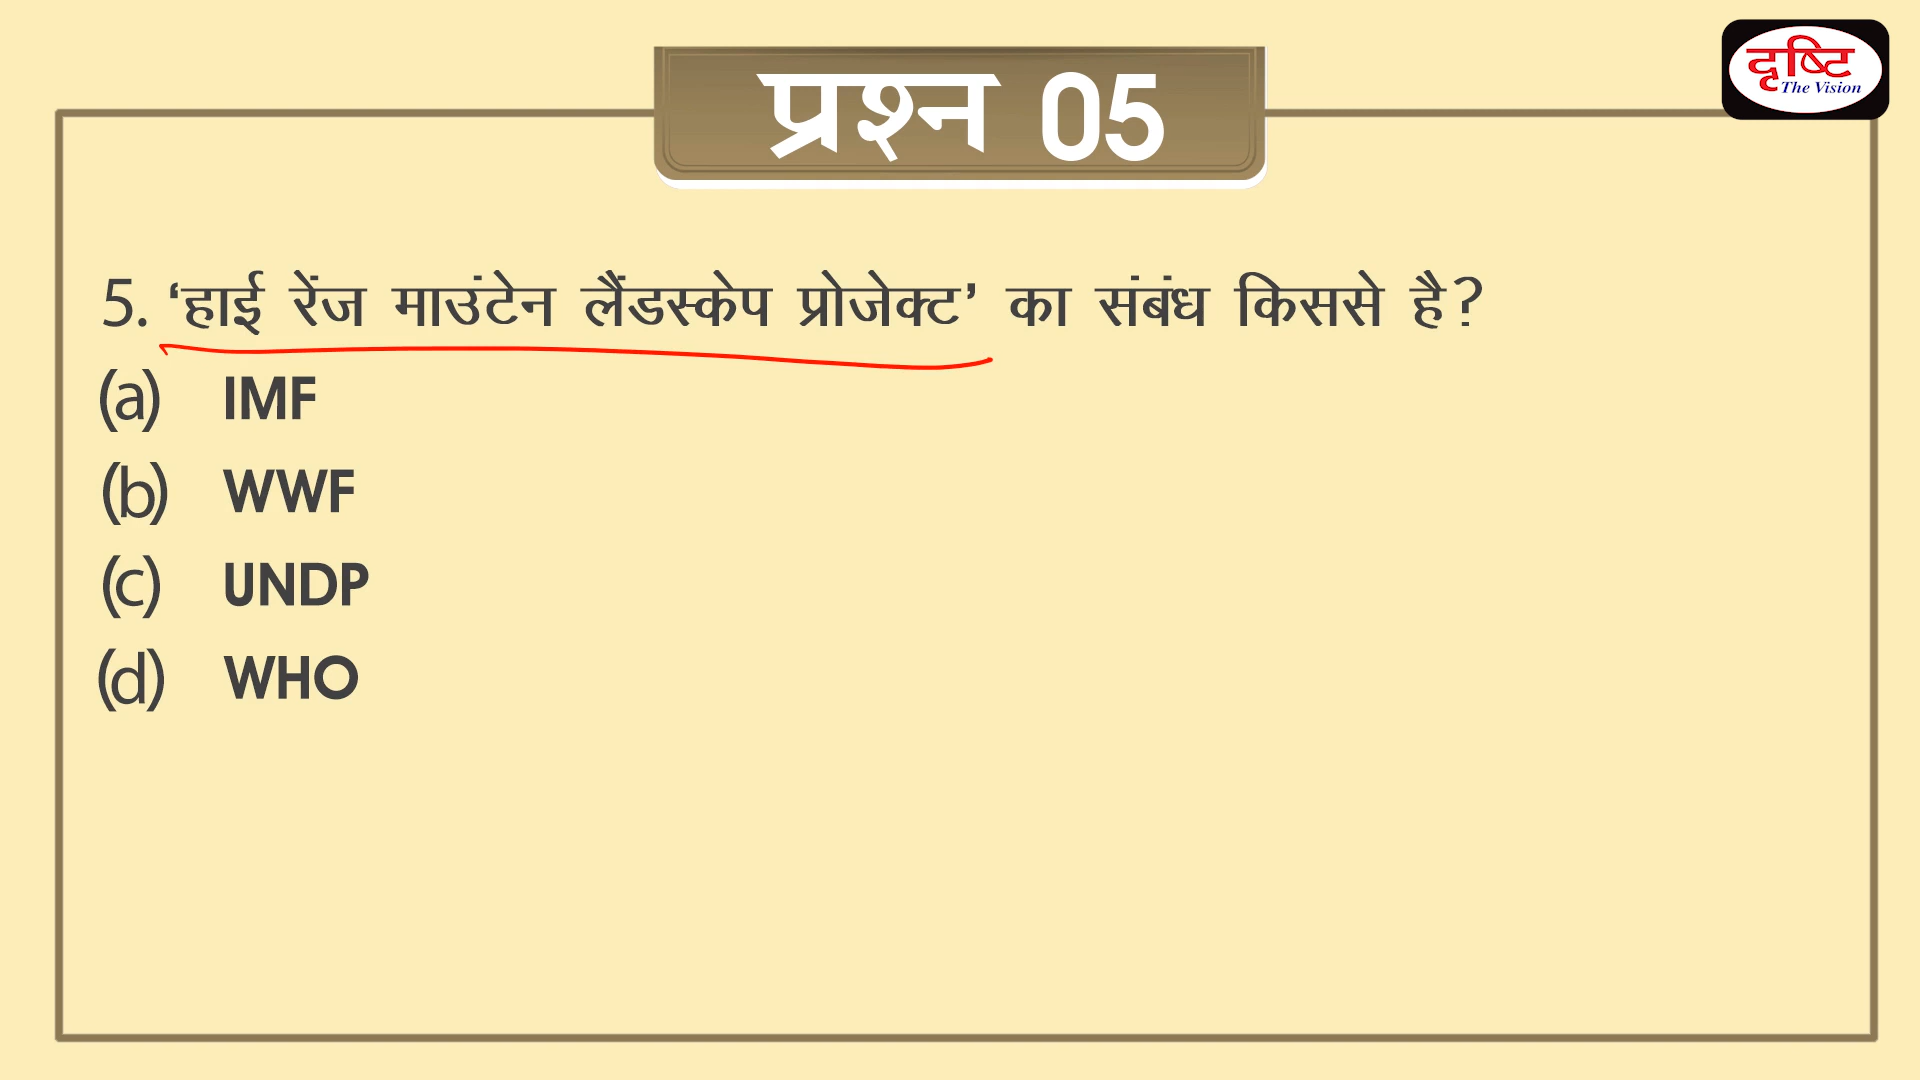 दृष्टि
The Vision
प्रश्न 05
5. ‘हाई रेंज माउंटेन लैंडस्केप प्रोजेक्ट’ का संबंध किससे है?
(a) IMF
(b) WWF
(c) UNDP
(d) WHO